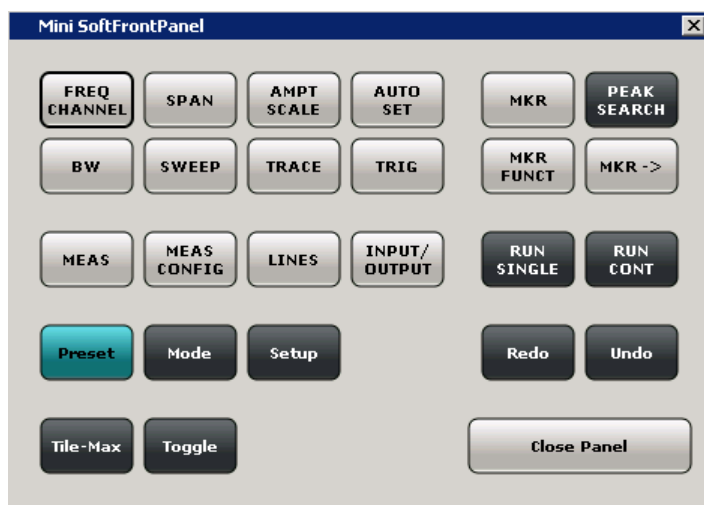 Mini SoftFrontPanel
FREQ
CHANNEL
SPAN
AMPT
SCALE
AUTO
SET
MKR
PEAK
SEARCH
BW
SWEEP
TRACE
TRIG
MKR
FUNCT
MKR ->
MEAS
MEAS
CONFIG
LINES
INPUT/
OUTPUT
RUN
SINGLE
RUN
CONT
Preset
Mode
Setup
Redo
Undo
Tile-Max
Toggle
Close Panel